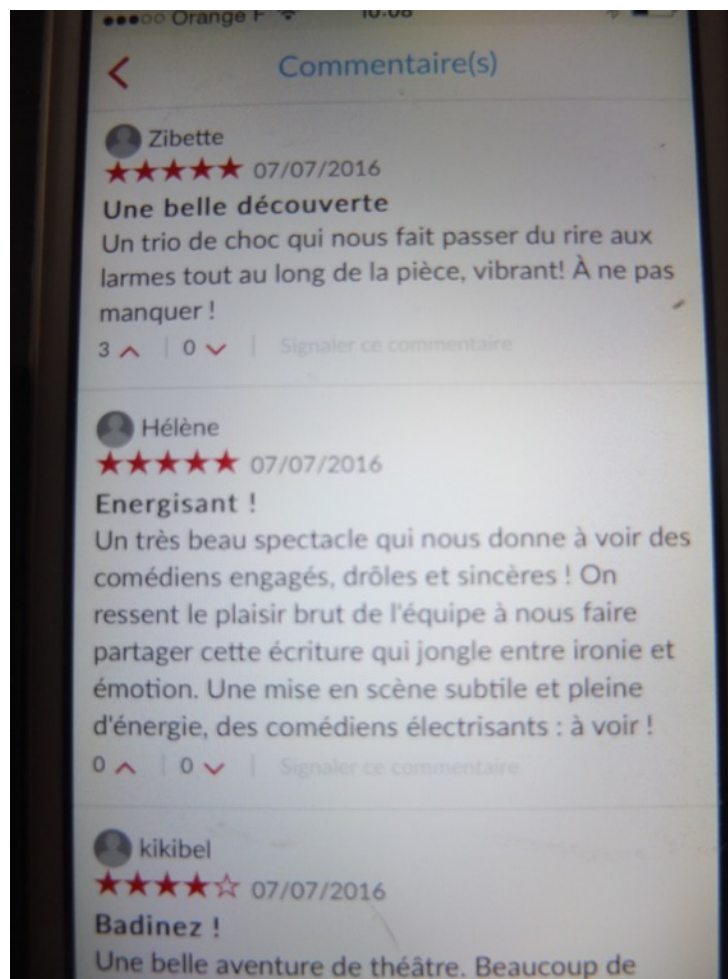 Orange F 10:08
Commentaire(s)
Zibette
07/07/2016
Une belle découverte
Un trio de choc qui nous fait passer du rire aux
larmes tout au long de la pièce, vibrant! À ne pas
manquer !
3 0 Signaler ce commentaire
Hélène
07/07/2016
Energisant !
Un très beau spectacle qui nous donne à voir des
comédiens engagés, drôles et sincères ! On
ressent le plaisir brut de l'équipe à nous faire
partager cette écriture qui jongle entre ironie et
émotion. Une mise en scène subtile et pleine
d'énergie, des comédiens électrisants : à voir !
0 0 Signaler ce commentaire
kikibel
07/07/2016
Badinez !
Une belle aventure de théâtre. Beaucoup de